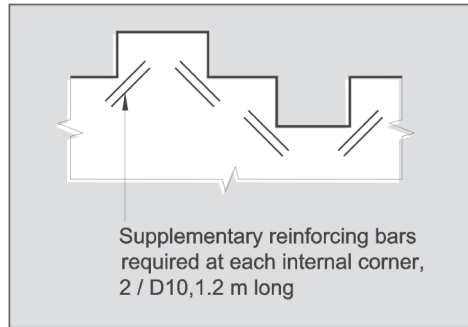 Supplementary reinforcing bars
required at each internal corner,
2 / D10,1.2 m long